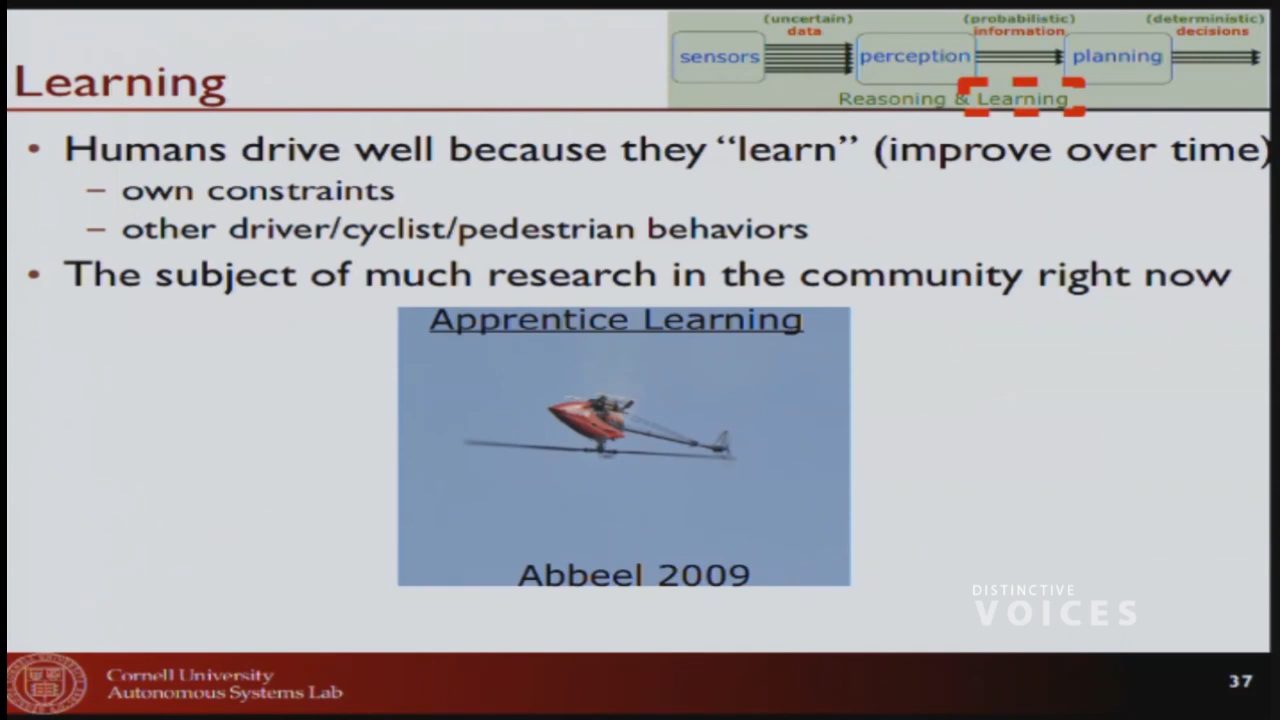 (uncertain) (probabilistic) (deterministic)
data information decisions
sensors perception planning
Reasoning & Learning
Learning
• Humans drive well because they “learn” (improve over time)
– own constraints
– other driver/cyclist/pedestrian behaviors
• The subject of much research in the community right now
Apprentice Learning
Abbeel 2009
DISTINCTIVE
VOICES
Cornell University
Autonomous Systems Lab
37